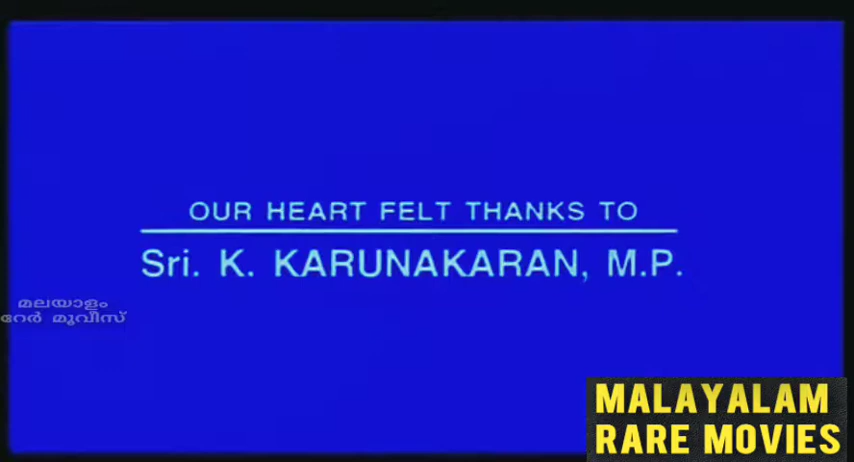 OUR HEART FELT THANKS TO
Sri. K. KARUNAKARAN, M.P.
മലയാളം
റേർ മൂവീസ്
MALAYALAM
RARE MOVIES